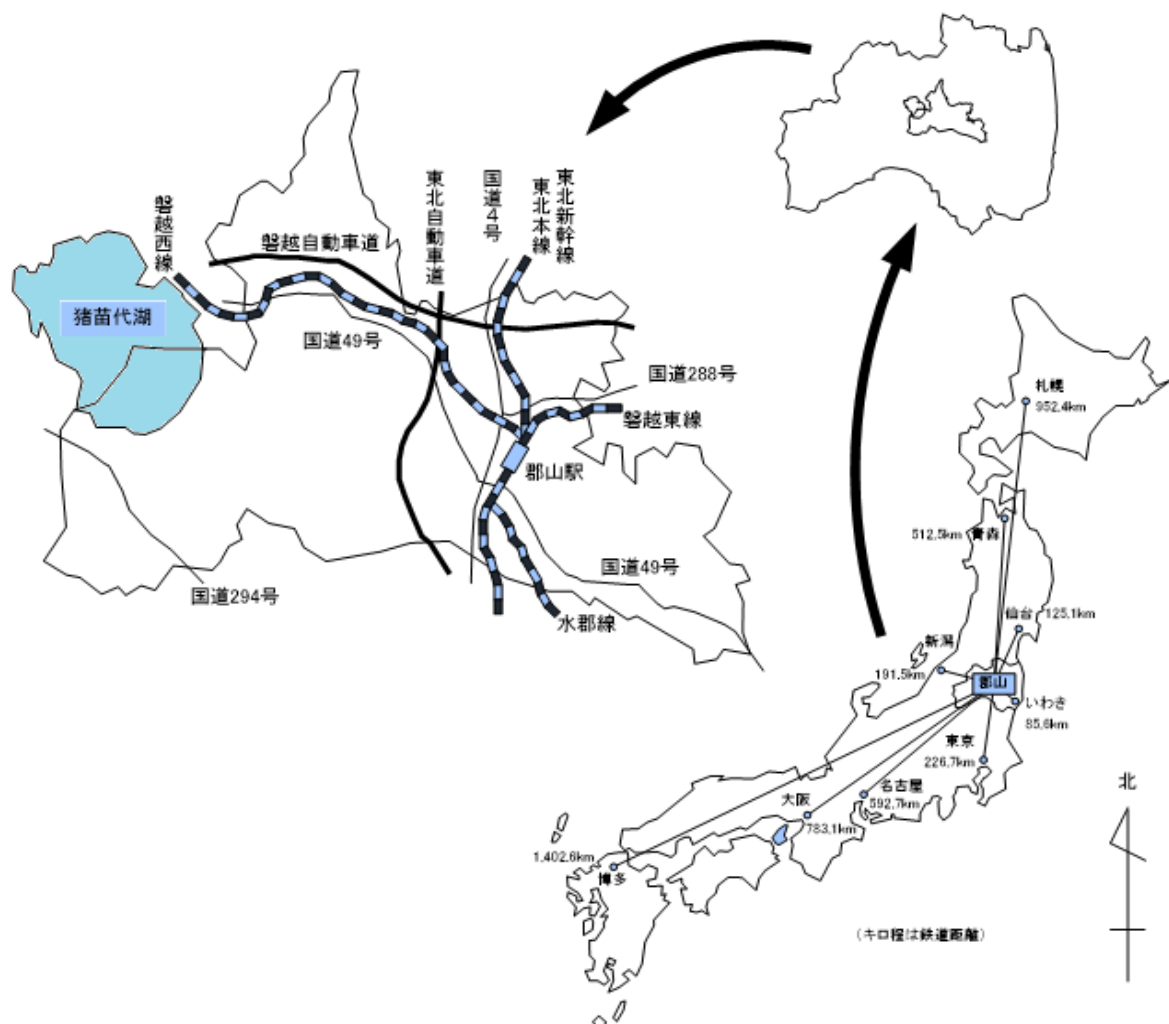 東北新幹線
東北本線
国道4号
東北自動車道
磐越西線
磐越自動車道
猪苗代湖
国道49号
国道288号
磐越東線
郡山駅
国道49号
国道294号
水郡線
札幌
952.4km
512.5km 青森
仙台 125.1km
新潟
191.5km
郡山
いわき
85.6km
東京
226.7km
名古屋
592.7km
大阪
783.1km
1,402.6km
博多
北
(キロ程は鉄道距離)